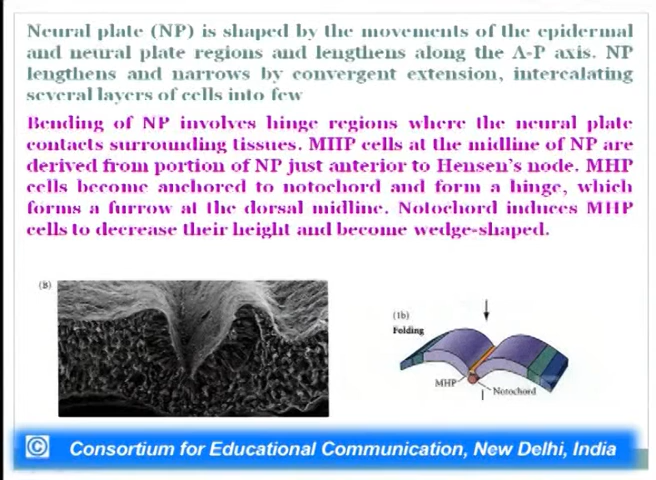 Neural plate (NP) is shaped by the movements of the epidermal
and neural plate regions and lengthens along the A-P axis. NP
lengthens and narrows by convergent extension, intercalating
several layers of cells into few
Bending of NP involves hinge regions where the neural plate
contacts surrounding tissues. MHP cells at the midline of NP are
derived from portion of NP just anterior to Hensen's node. MHP
cells become anchored to notochord and form a hinge, which
forms a furrow at the dorsal midline. Notochord induces MHP
cells to decrease their height and become wedge-shaped.
(B)
(1b)
Folding
MHP
Notochord
© Consortium for Educational Communication, New Delhi, India